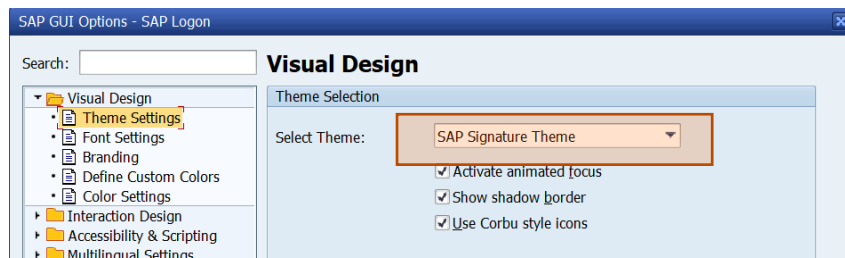 SAP GUI Options - SAP Logon
Search:
Visual Design
Theme Settings
Font Settings
Branding
Define Custom Colors
Color Settings
Interaction Design
Accessibility & Scripting
Multilingual Settings
Visual Design
Theme Selection
Select Theme: SAP Signature Theme
Activate animated focus
Show shadow border
Use Corbu style icons